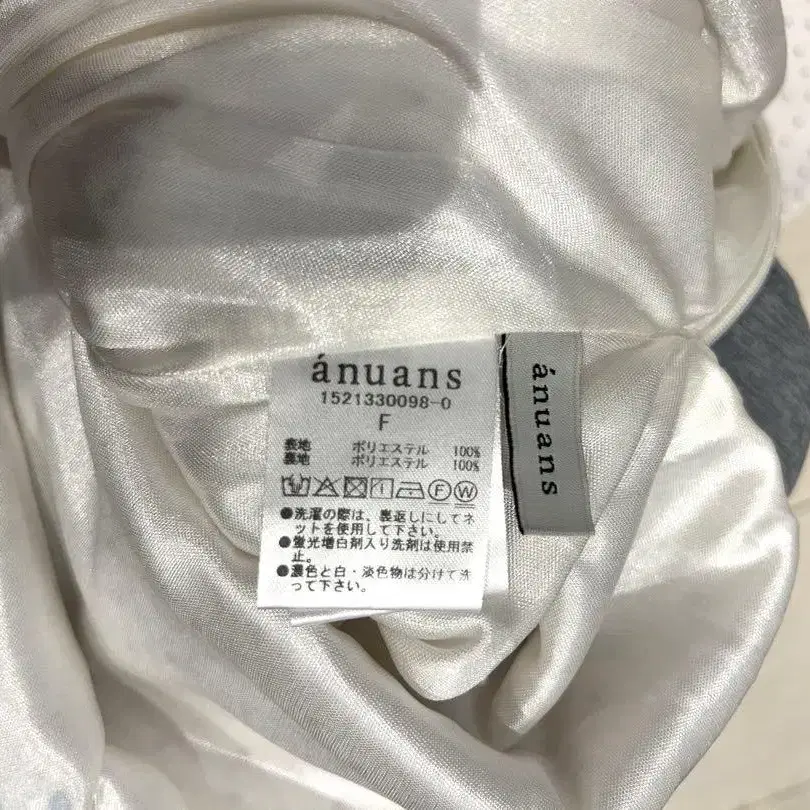 ánuans
1521330098-0
F
表地 ポリエステル 100%
裏地 ポリエステル 100%
●洗濯の際は、裏返しにしてネ
ットを使用して下さい。
●蛍光増白剤入り洗剤は使用禁
止。
●濃色と白・淡色物は分けて洗
って下さい。
ánuans